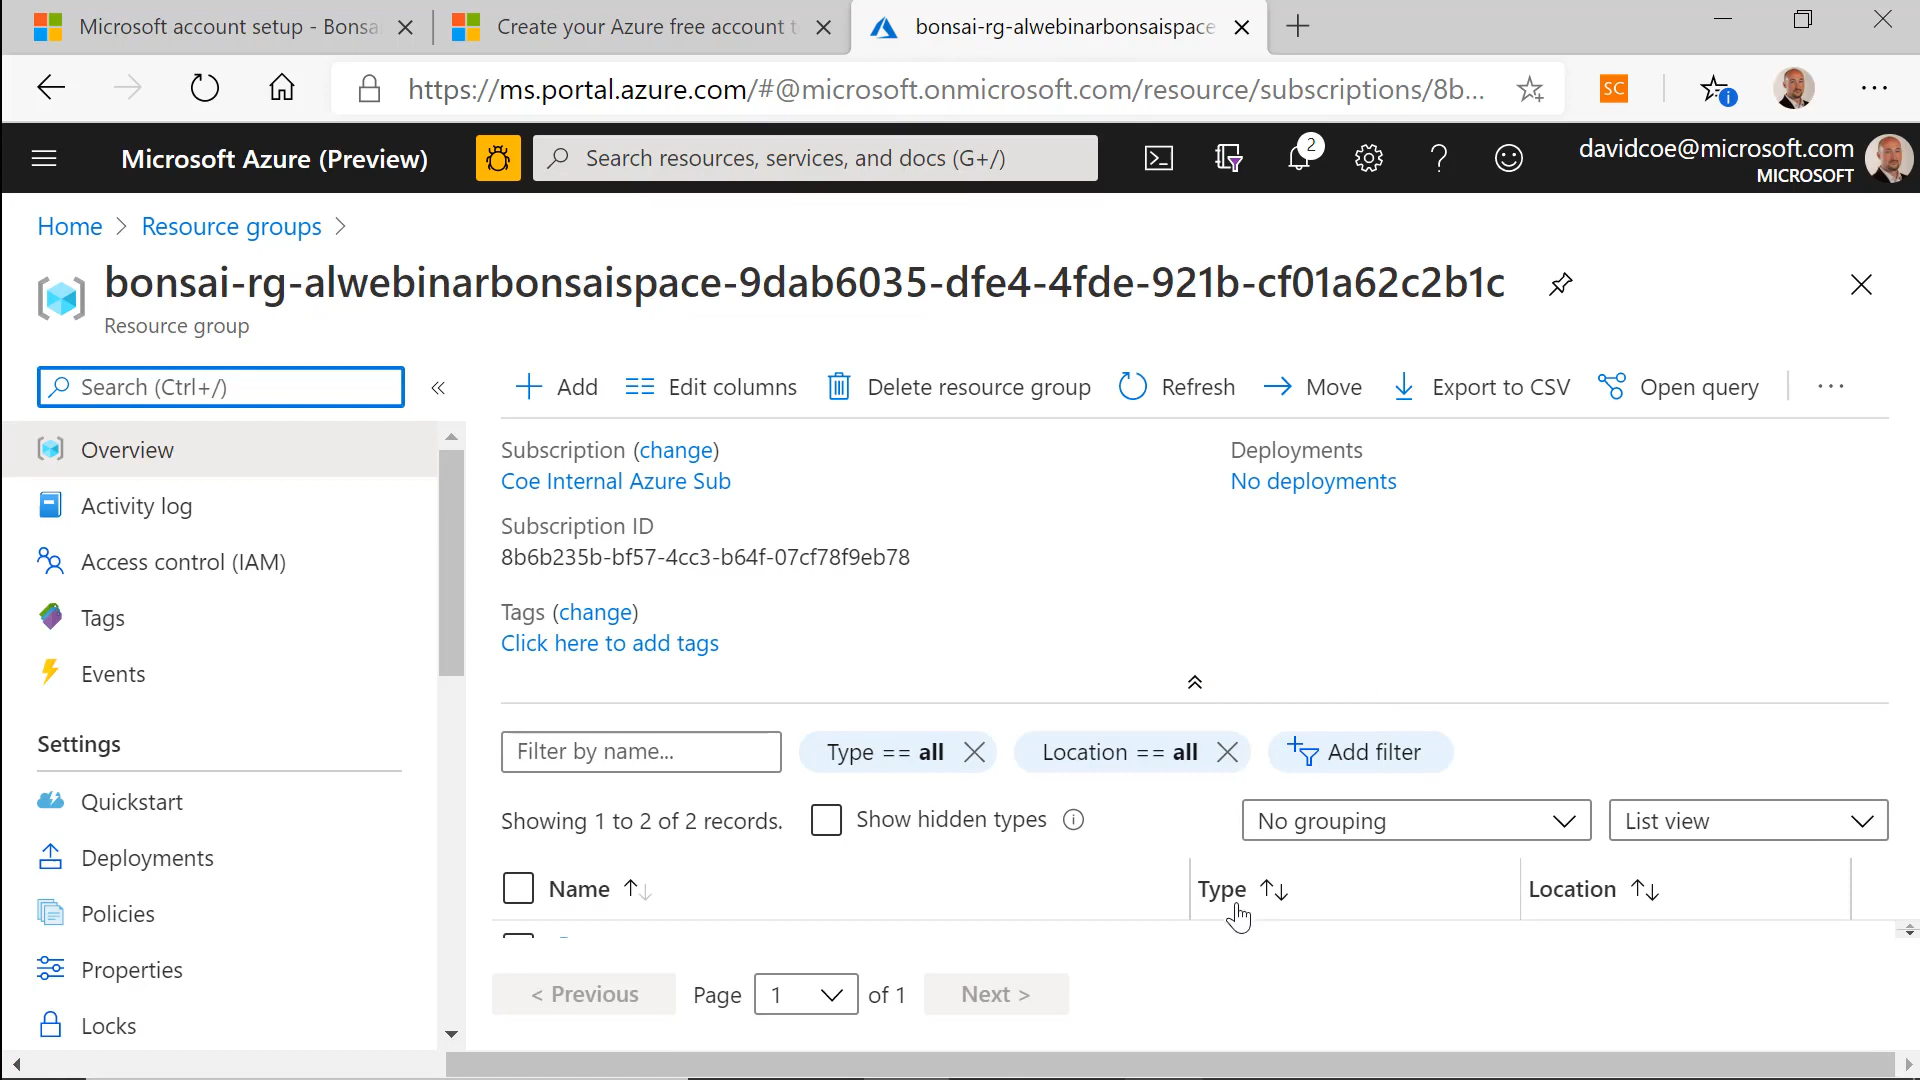 Microsoft account setup - Bonsa
Create your Azure free account t
bonsai-rg-alwebinarbonsaispace
https://ms.portal.azure.com/#@microsoft.onmicrosoft.com/resource/subscriptions/8b...
SC
Microsoft Azure (Preview)
Search resources, services, and docs (G+/)
2
davidcoe@microsoft.com
MICROSOFT
Home > Resource groups >
bonsai-rg-alwebinarbonsaispace-9dab6035-dfe4-4fde-921b-cf01a62c2b1c
Resource group
Search (Ctrl+/)
Add
Edit columns
Delete resource group
Refresh
Move
Export to CSV
Open query
Overview
Activity log
Access control (IAM)
Tags
Events
Settings
Quickstart
Deployments
Policies
Properties
Locks
Subscription (change)
Coe Internal Azure Sub
Deployments
No deployments
Subscription ID
8b6b235b-bf57-4cc3-b64f-07cf78f9eb78
Tags (change)
Click here to add tags
Filter by name...
Type == all
Location == all
Add filter
Showing 1 to 2 of 2 records.
Show hidden types
No grouping
List view
Name
Type
Location
< Previous
Page 1 of 1
Next >